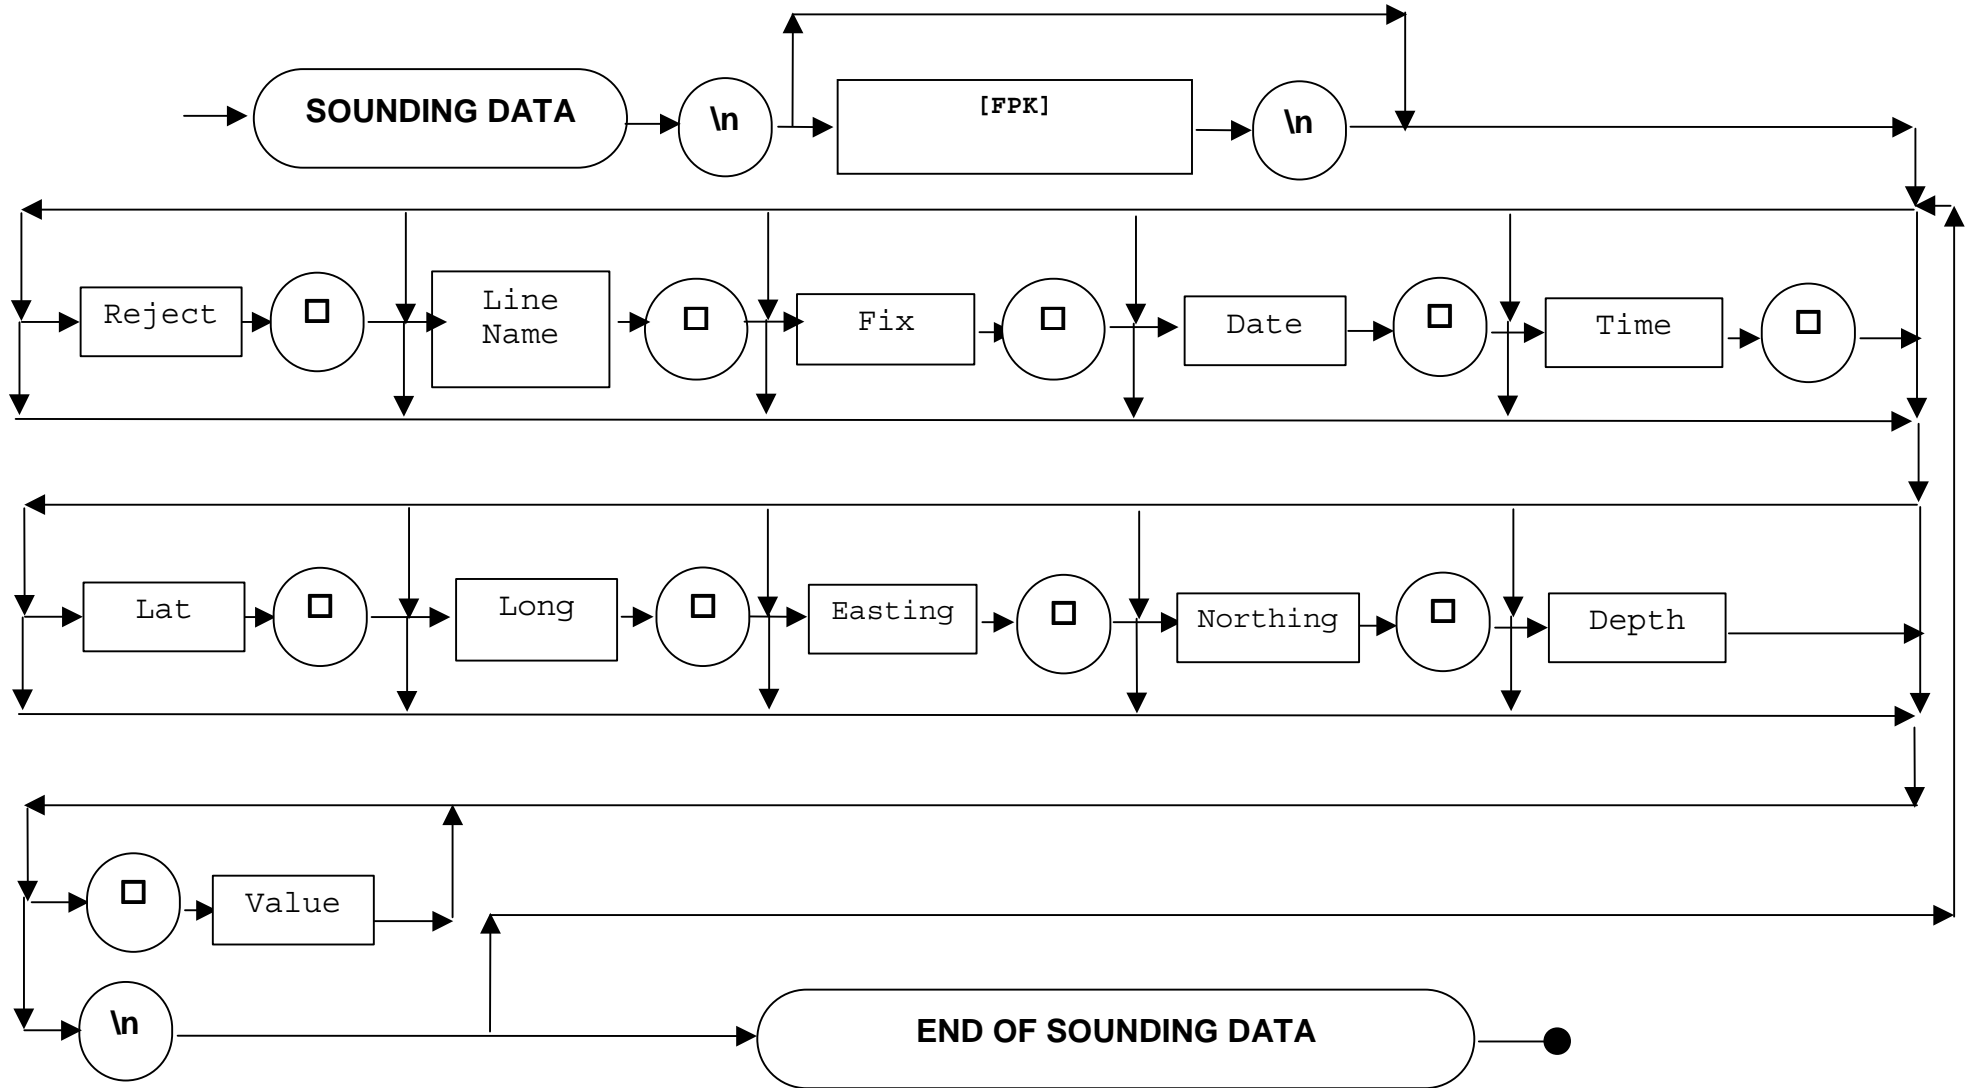 SOUNDING DATA
\n
[FPK]
\n
Reject
□
Line
Name
□
Fix
□
Date
□
Time
□
Lat
□
Long
□
Easting
□
Northing
□
Depth
□
Value
\n
END OF SOUNDING DATA